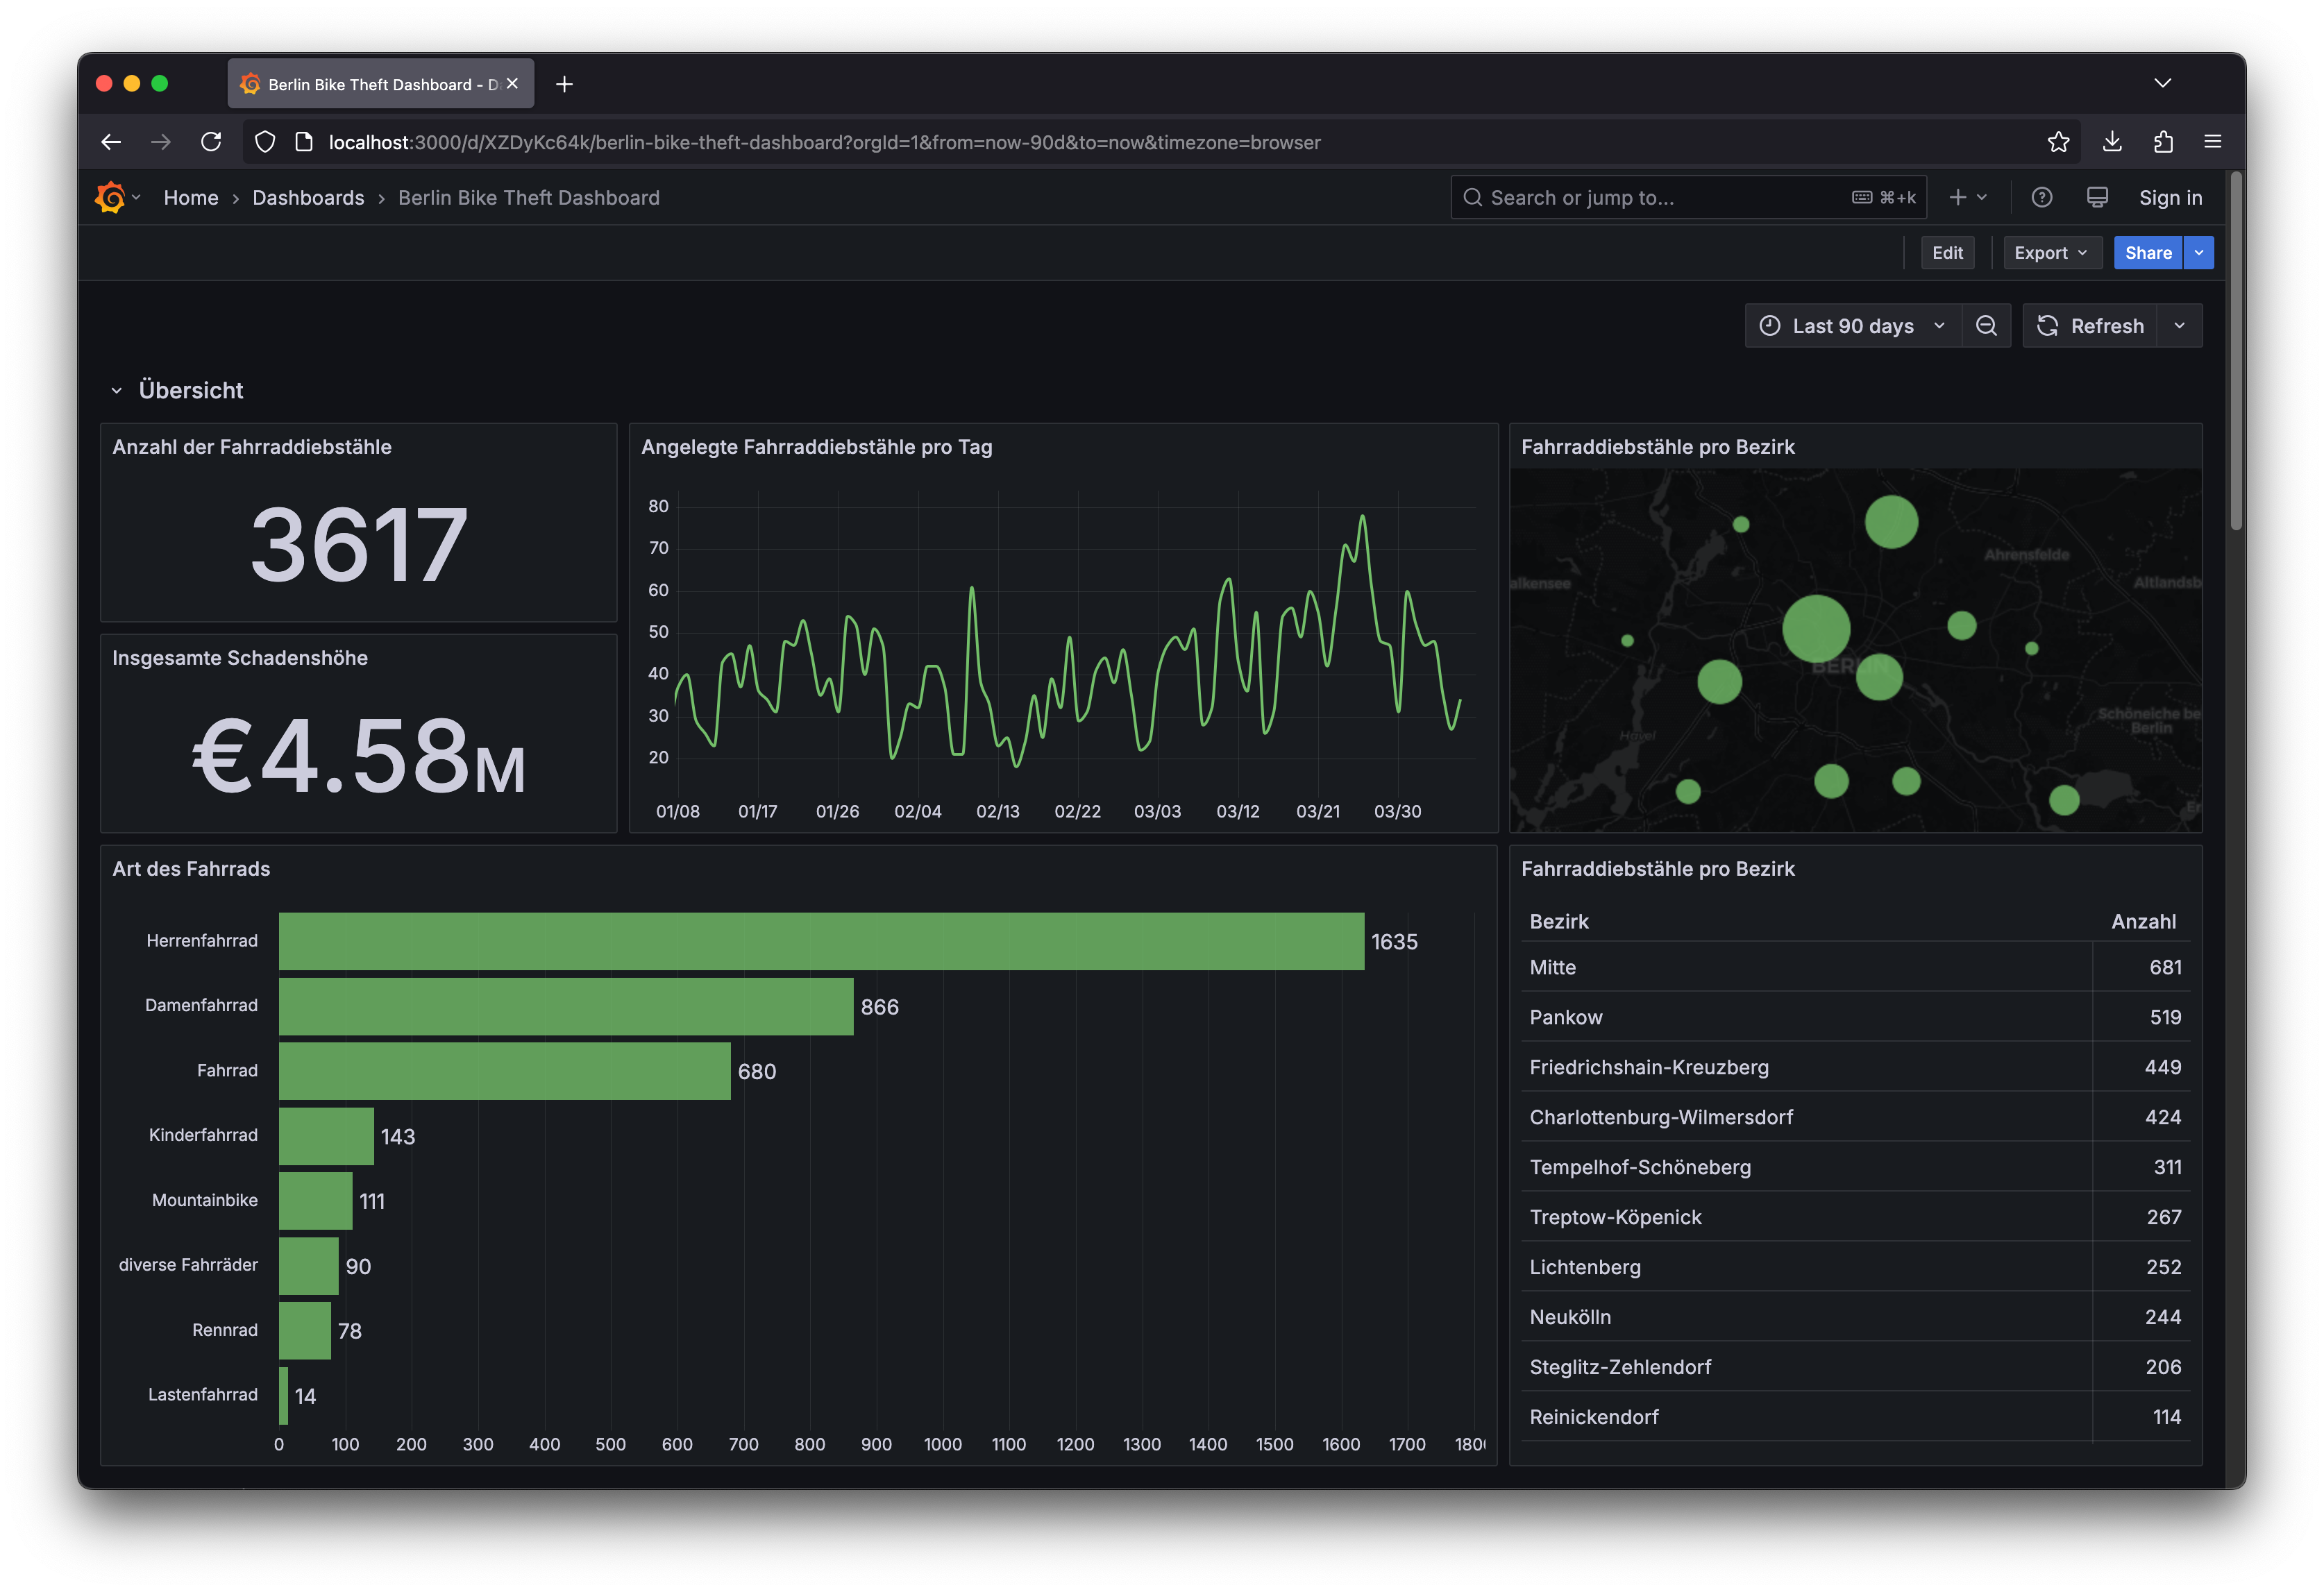 Berlin Bike Theft Dashboard - D
localhost:3000/d/XZDyKc64k/berlin-bike-theft-dashboard?orgId=1&from=now-90d&to=now&timezone=browser
Home › Dashboards › Berlin Bike Theft Dashboard
Search or jump to...
⌘+k
Sign in
Edit
Export
Share
Last 90 days
Refresh
Übersicht
Anzahl der Fahrraddiebstähle
3617
Insgesamte Schadenshöhe
€4.58M
Angelegte Fahrraddiebstähle pro Tag
80
70
60
50
40
30
20
01/08 01/17 01/26 02/04 02/13 02/22 03/03 03/12 03/21 03/30
Fahrraddiebstähle pro Bezirk
Ahrensfelde
alkensee
Altlandsb
BERLIN
Schöneiche be
Berlin
Havel
Er
Art des Fahrrads
Herrenfahrrad 1635
Damenfahrrad 866
Fahrrad 680
Kinderfahrrad 143
Mountainbike 111
diverse Fahrräder 90
Rennrad 78
Lastenfahrrad 14
0 100 200 300 400 500 600 700 800 900 1000 1100 1200 1300 1400 1500 1600 1700 180
Fahrraddiebstähle pro Bezirk
Bezirk Anzahl
Mitte 681
Pankow 519
Friedrichshain-Kreuzberg 449
Charlottenburg-Wilmersdorf 424
Tempelhof-Schöneberg 311
Treptow-Köpenick 267
Lichtenberg 252
Neukölln 244
Steglitz-Zehlendorf 206
Reinickendorf 114